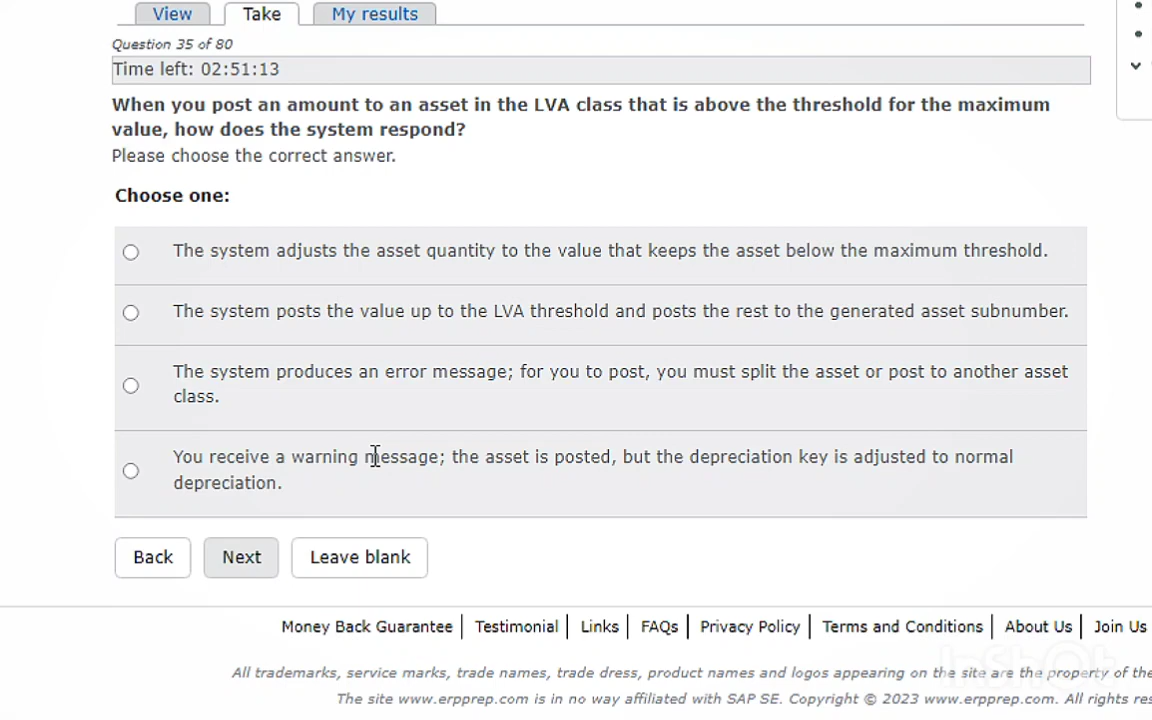 View Take My results
Question 35 of 80
Time left: 02:51:13
When you post an amount to an asset in the LVA class that is above the threshold for the maximum
value, how does the system respond?
Please choose the correct answer.
Choose one:
The system adjusts the asset quantity to the value that keeps the asset below the maximum threshold.
The system posts the value up to the LVA threshold and posts the rest to the generated asset subnumber.
The system produces an error message; for you to post, you must split the asset or post to another asset
class.
You receive a warning message; the asset is posted, but the depreciation key is adjusted to normal
depreciation.
Back Next Leave blank
Money Back Guarantee | Testimonial | Links | FAQs | Privacy Policy | Terms and Conditions | About Us | Join Us
InShOt
All trademarks, service marks, trade names, trade dress, product names and logos appearing on the site are the property of the
The site www.erpprep.com is in no way affiliated with SAP SE. Copyright © 2023 www.erpprep.com. All rights res